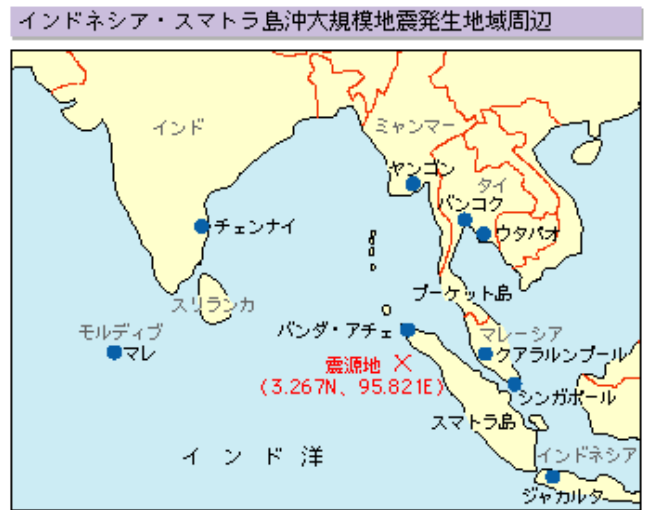 インドネシア・スマトラ島沖大規模地震発生地域周辺
インド
ミャンマー
ヤンゴン
タイ
バンコク
チェンナイ
ウタパオ
プーケット島
スリランカ
モルディブ
マレ
バンダ・アチェ
マレーシア
クアラルンプール
震源地 ×
(3.267N、95.821E)
シンガポール
スマトラ島
インド洋
インドネシア
ジャカルタ